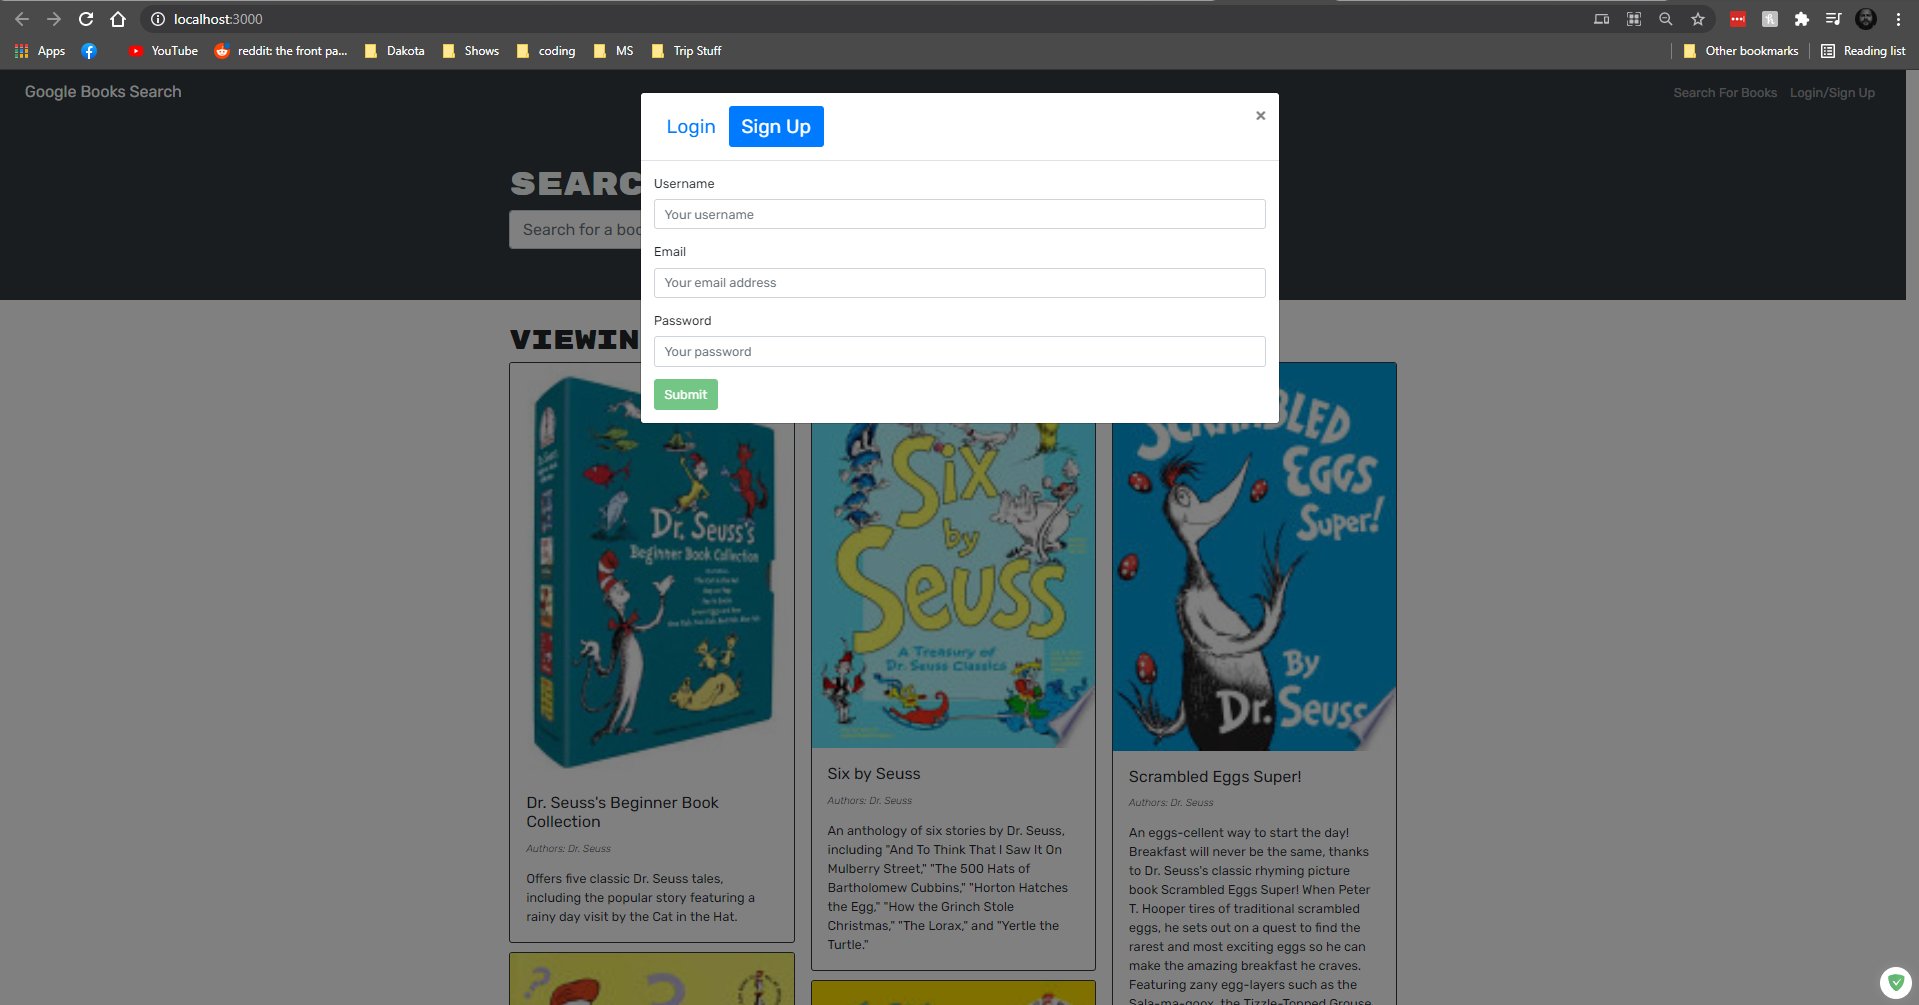 localhost:3000
Apps
YouTube
reddit: the front pa...
Dakota
Shows
coding
MS
Trip Stuff
Other bookmarks
Reading list
Google Books Search
Search For Books
Login/Sign Up
Login
Sign Up
×
SEARC
Search for a boo
Username
Your username
Email
Your email address
Password
Your password
Submit
VIEWIN
Dr. Seuss's
Beginner Book Collection
Six
by
Seuss
A Treasury of
Dr. Seuss Classics
SCRAMBLED
EGGS
Super!
By
Dr. Seuss
Dr. Seuss's Beginner Book
Collection
Authors: Dr. Seuss
Offers five classic Dr. Seuss tales,
including the popular story featuring a
rainy day visit by the Cat in the Hat.
Six by Seuss
Authors: Dr. Seuss
An anthology of six stories by Dr. Seuss,
including "And To Think That I Saw It On
Mulberry Street," "The 500 Hats of
Bartholomew Cubbins," "Horton Hatches
the Egg," "How the Grinch Stole
Christmas," "The Lorax," and "Yertle the
Turtle."
Scrambled Eggs Super!
Authors: Dr. Seuss
An eggs-cellent way to start the day!
Breakfast will never be the same, thanks
to Dr. Seuss's classic rhyming picture
book Scrambled Eggs Super! When Peter
T. Hooper tires of traditional scrambled
eggs, he sets out on a quest to find the
rarest and most exciting eggs so he can
make the amazing breakfast he craves.
Featuring zany egg-layers such as the
Sala-ma-goox, the Tizzle-Topped Grouse